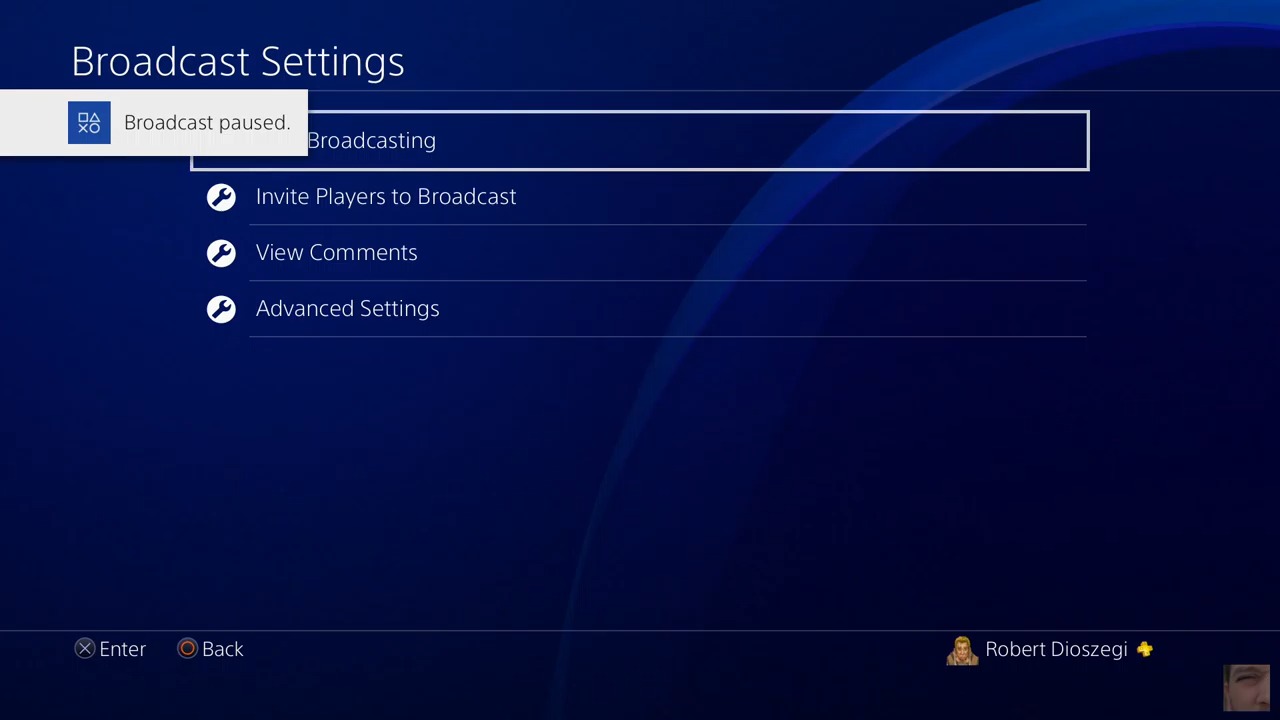 Broadcast Settings
Broadcast paused.
Broadcasting
Invite Players to Broadcast
View Comments
Advanced Settings
Enter Back
Robert Dioszegi